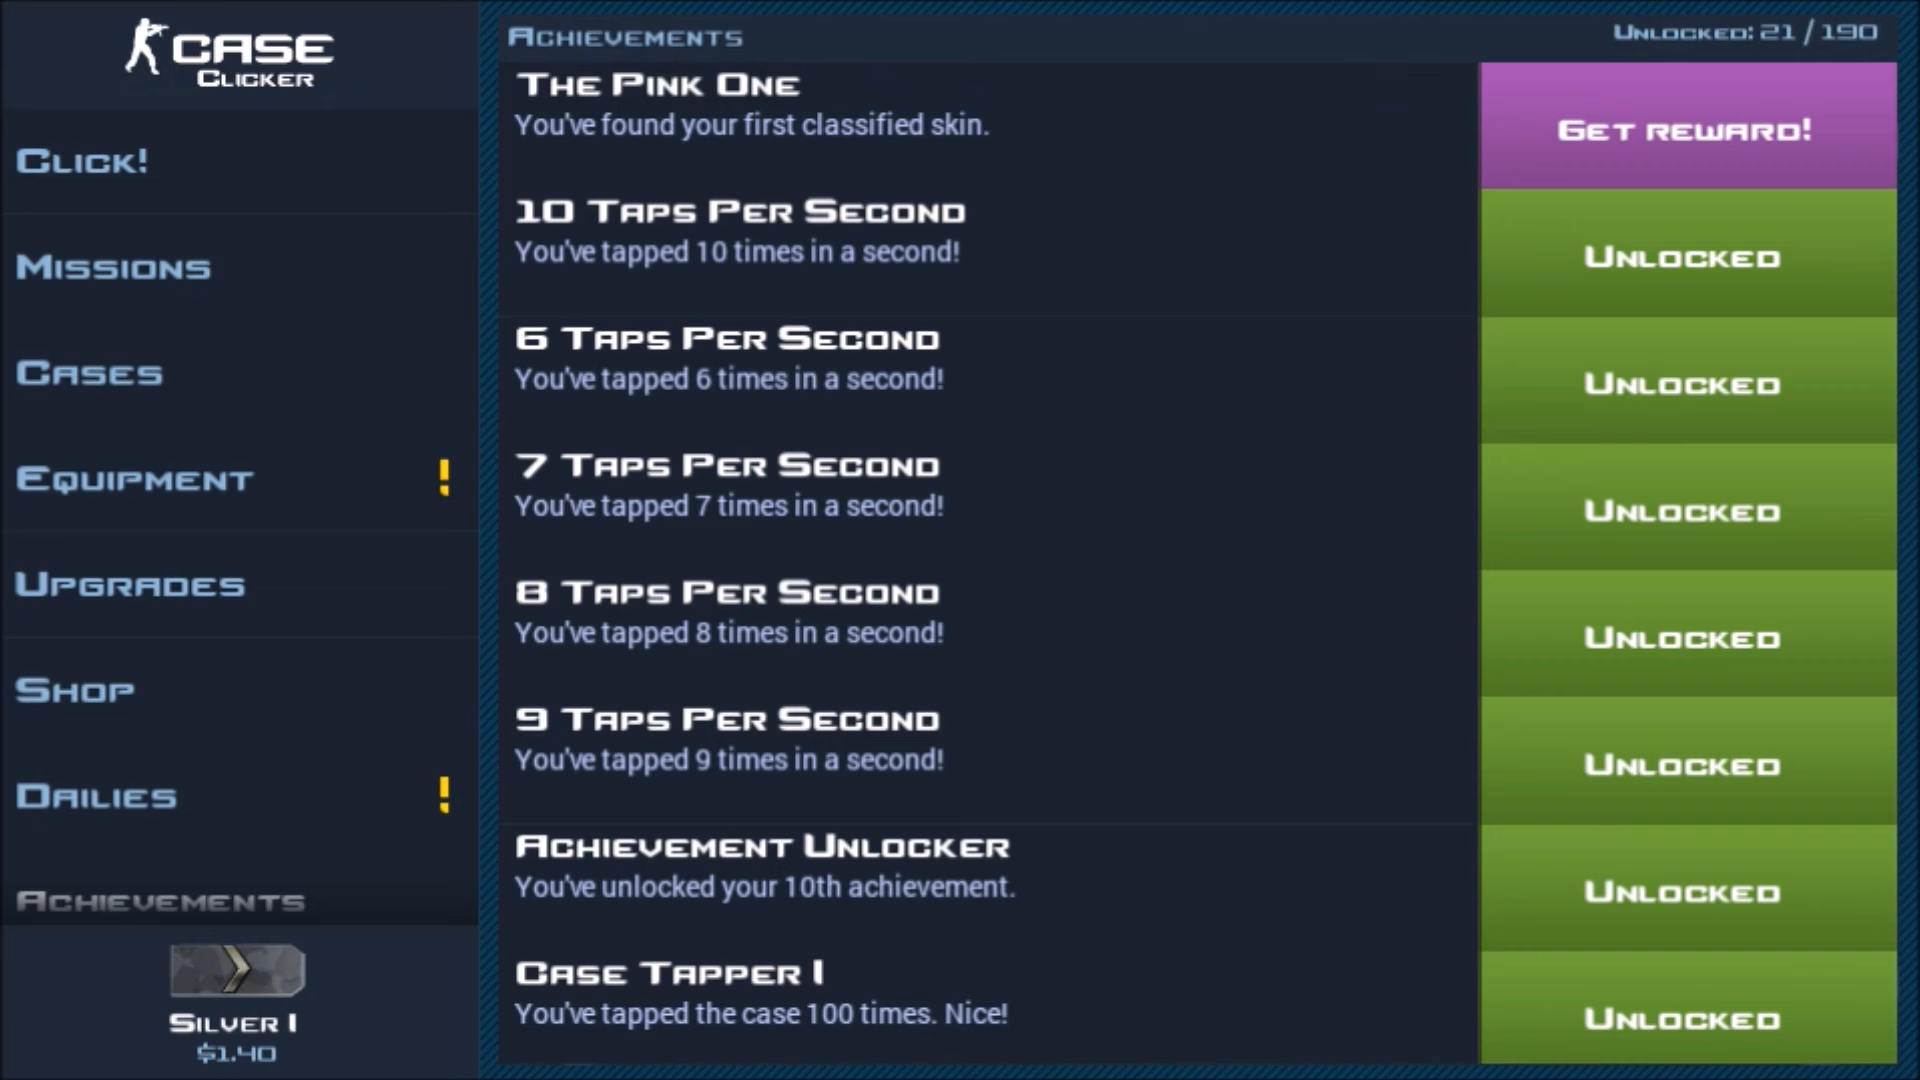 CASE
CLICKER
CLICK!
MISSIONS
CASES
EQUIPMENT !
UPGRADES
SHOP
DAILIES !
ACHIEVEMENTS
SILVER I
$1.40
ACHIEVEMENTS
UNLOCKED: 21 / 190
THE PINK ONE
You've found your first classified skin.
GET REWARD!
10 TAPS PER SECOND
You've tapped 10 times in a second!
UNLOCKED
6 TAPS PER SECOND
You've tapped 6 times in a second!
UNLOCKED
7 TAPS PER SECOND
You've tapped 7 times in a second!
UNLOCKED
8 TAPS PER SECOND
You've tapped 8 times in a second!
UNLOCKED
9 TAPS PER SECOND
You've tapped 9 times in a second!
UNLOCKED
ACHIEVEMENT UNLOCKER
You've unlocked your 10th achievement.
UNLOCKED
CASE TAPPER I
You've tapped the case 100 times. Nice!
UNLOCKED